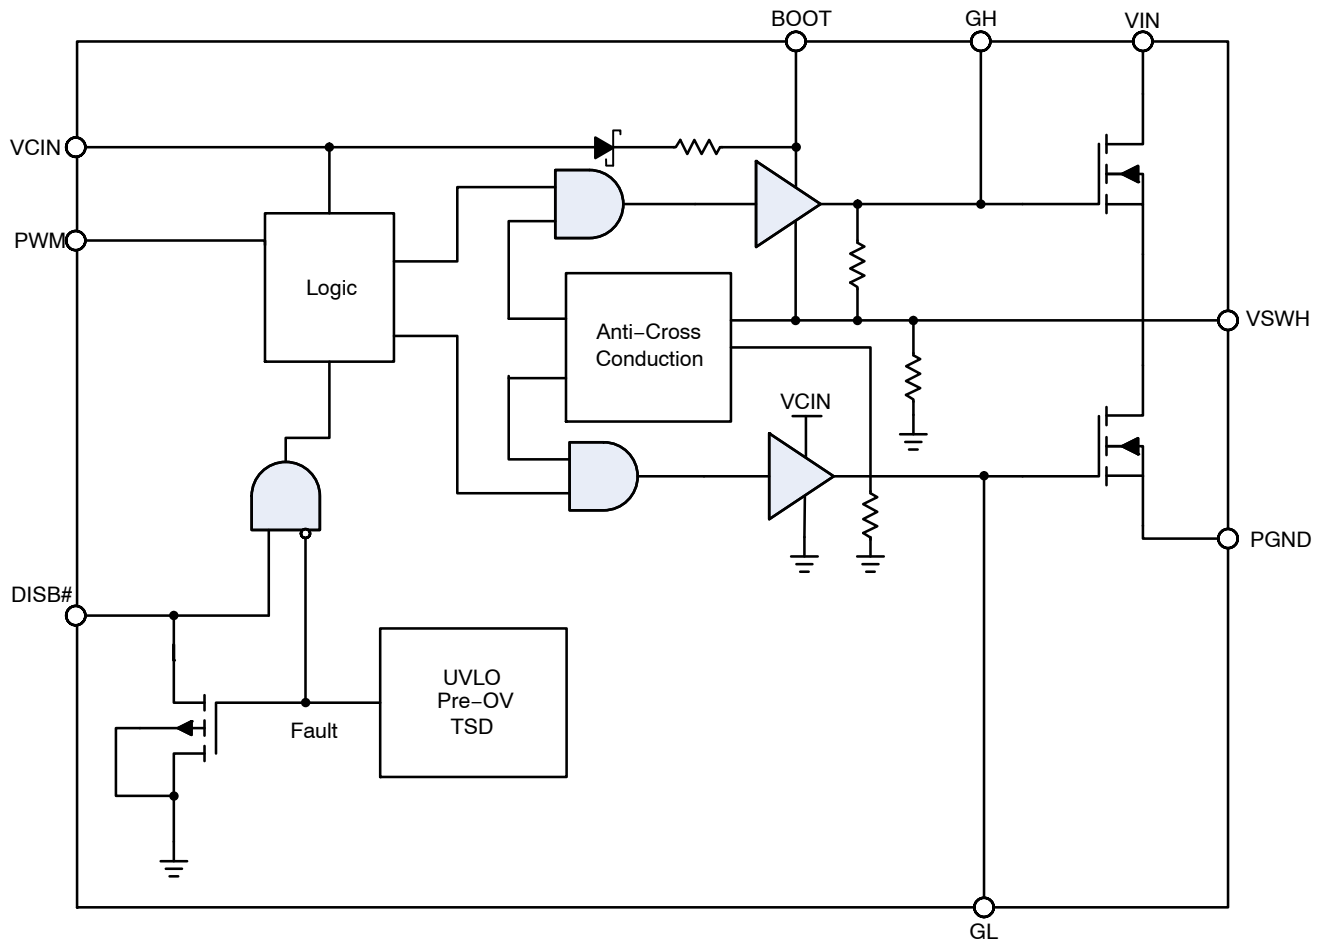 BOOT
GH
VIN
VCIN
PWM
Logic
Anti−Cross
Conduction
VSWH
VCIN
PGND
DISB#
UVLO
Pre−OV
TSD
Fault
GL